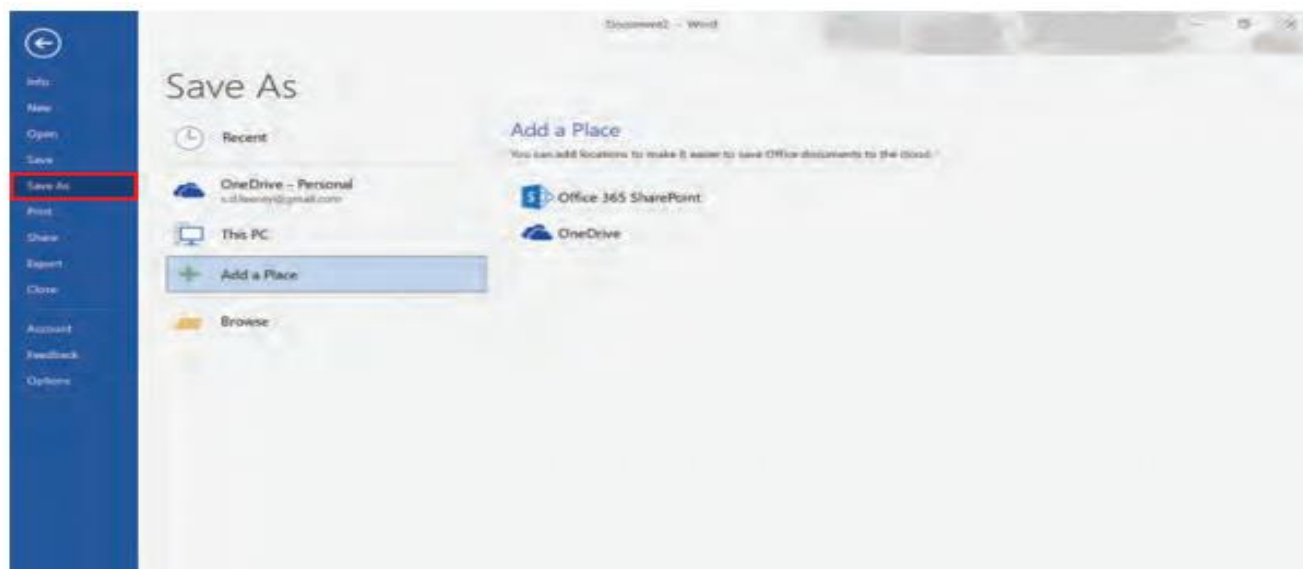 Document2 - Word
Info
New
Open
Save
Save As
Print
Share
Export
Close
Account
Feedback
Options
Save As
Recent
OneDrive – Personal
This PC
Add a Place
Browse
Add a Place
You can add locations to make it easier to save Office documents to the cloud.
Office 365 SharePoint
OneDrive